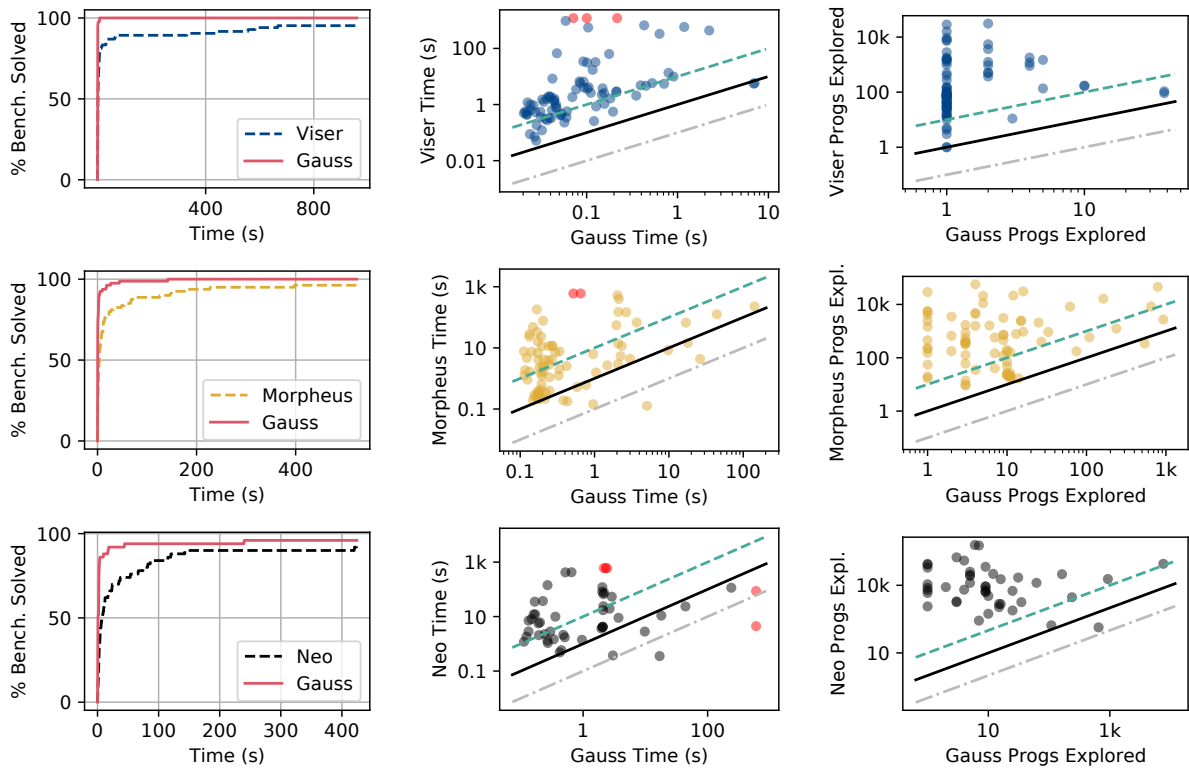 % Bench. Solved
100
50
0
400
800
Time (s)
Viser
Gauss
Viser Time (s)
100
1
0.01
0.1
1
10
Gauss Time (s)
Viser Progs Explored
10k
100
1
1
10
Gauss Progs Explored
% Bench. Solved
100
50
0
0
200
400
Time (s)
Morpheus
Gauss
Morpheus Time (s)
1k
10
0.1
0.1
1
10
100
Gauss Time (s)
Morpheus Progs Expl.
10k
100
1
1
10
100
1k
Gauss Progs Explored
% Bench. Solved
100
50
0
0
100
200
300
400
Time (s)
Neo
Gauss
Neo Time (s)
1k
10
0.1
1
100
Gauss Time (s)
Neo Progs Expl.
10k
10
10
1k
Gauss Progs Explored